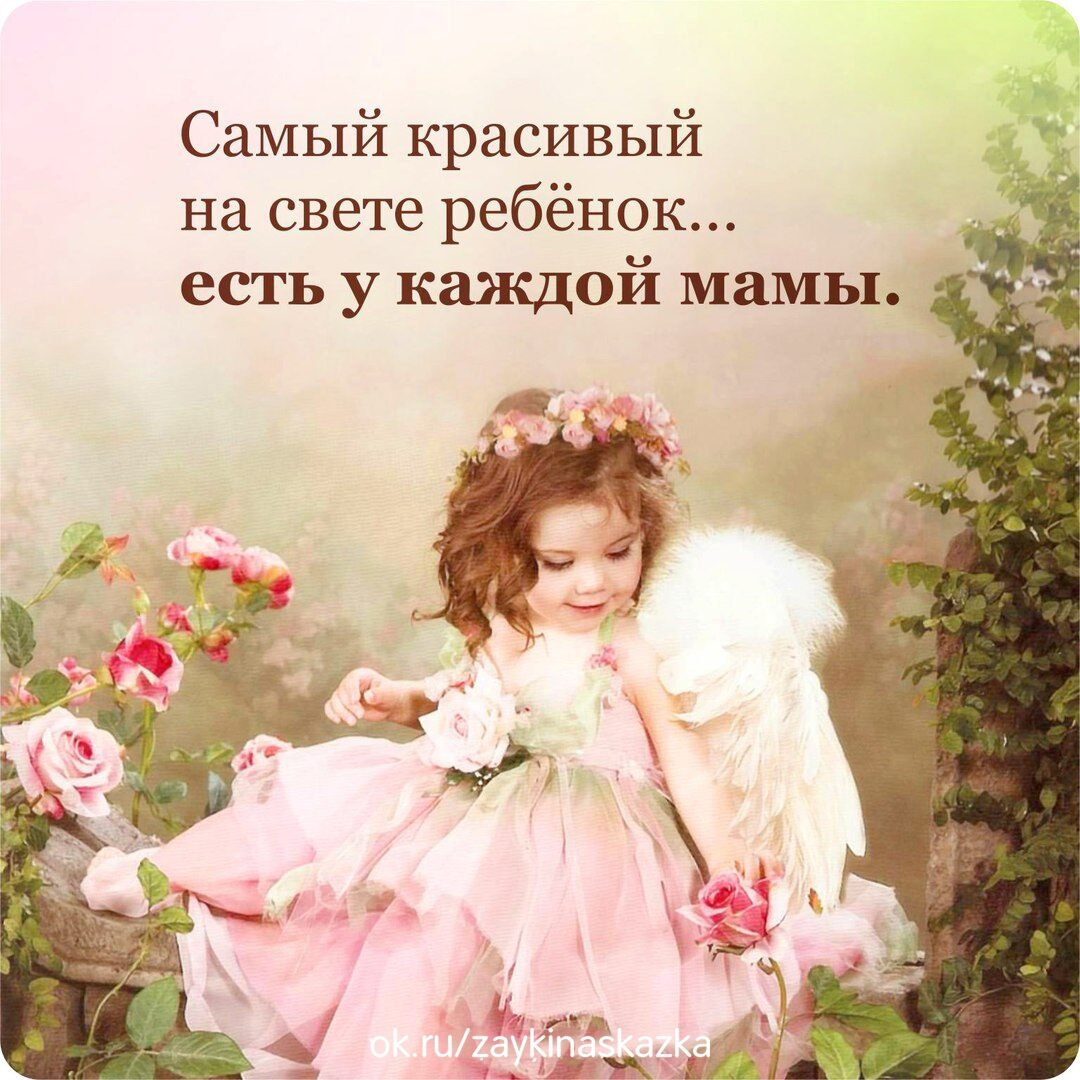 Самый красивый
на свете ребёнок...
есть у каждой мамы.
ok.ru/zaykinaskazka